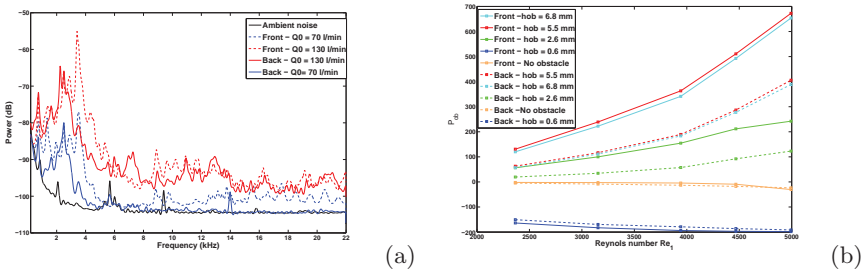 −50
−60
−70
−80
−90
−100
−110
Power (dB)
2 4 6 8 10 12 14 16 18 20 22
Frequency (kHz)
Ambient noise
Front − Q0 = 70 l/min
Front − Q0 = 130 l/min
Back − Q0 = 130 l/min
Back − Q0= 70 l/min
(a)
700
600
500
400
300
200
100
0
−100
−200
P
2000 2500 3000 3500 4000 4500 5000
Reynols number Re1
Front − hob = 6.8 mm
Front − hob = 5.5 mm
Front − hob = 2.6 mm
Front − hob = 0.6 mm
Front − No obstacle
Back − hob = 5.5 mm
Back − hob = 6.8 mm
Back − hob = 2.6 mm
Back −No obstacle
Back − hob = 0.6 mm
(b)